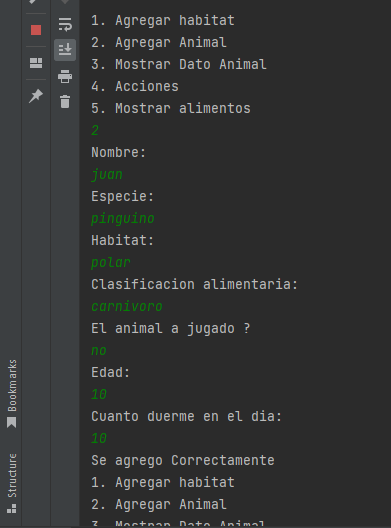 1. Agregar habitat
2. Agregar Animal
3. Mostrar Dato Animal
4. Acciones
5. Mostrar alimentos
2
Nombre:
juan
Especie:
pinguino
Habitat:
polar
Clasificacion alimentaria:
carnivoro
El animal a jugado ?
no
Edad:
10
Cuanto duerme en el dia:
10
Se agrego Correctamente
1. Agregar habitat
2. Agregar Animal
3. Mostrar Dato Animal
Bookmarks
Structure